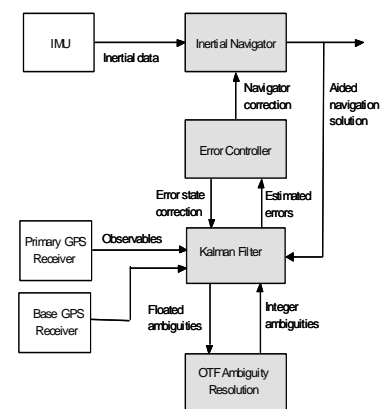 IMU
Inertial data
Inertial Navigator
Navigator
correction
Aided
navigation
solution
Error Controller
Error state
correction
Estimated
errors
Primary GPS
Receiver
Observables
Kalman Filter
Base GPS
Receiver
Floated
ambiguities
Integer
ambiguities
OTF Ambiguity
Resolution